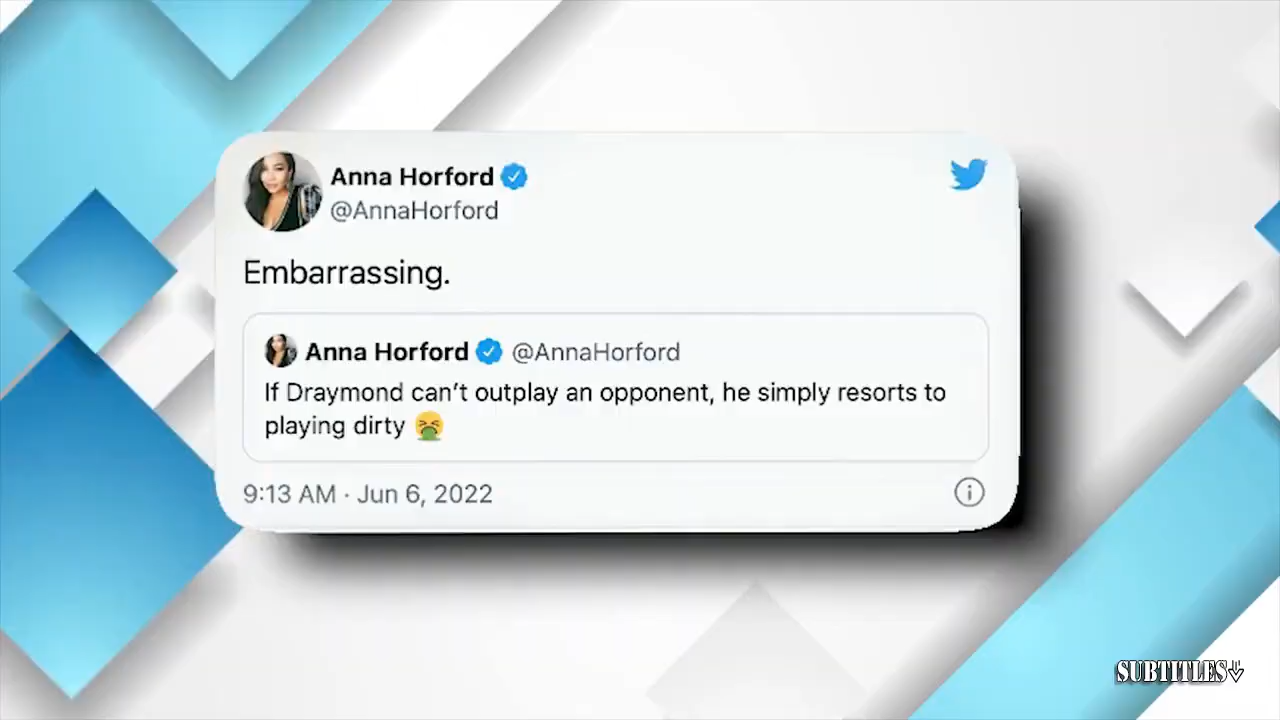 Anna Horford
@AnnaHorford
Embarrassing.
Anna Horford @AnnaHorford
If Draymond can’t outplay an opponent, he simply resorts to
playing dirty 🤮
9:13 AM · Jun 6, 2022
SUBTITLES